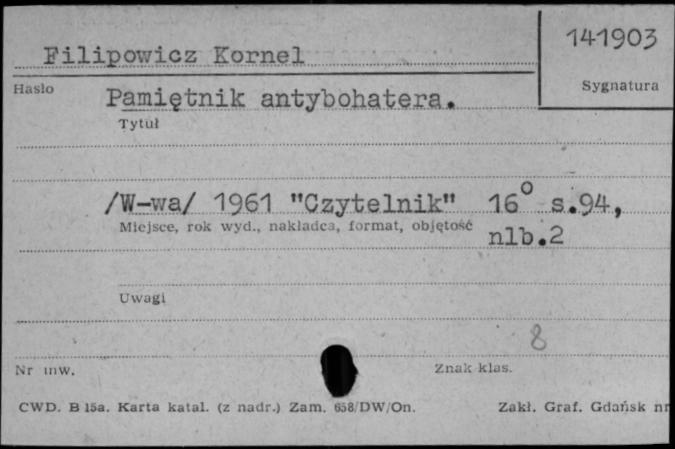 141903
Filipowicz Kornel
Hasło
Sygnatura
Pamiętnik antybohatera.
Tytuł
/W-wa/ 1961 "Czytelnik" 16° s.94,
Miejsce, rok wyd., nakładca, format, objętość
nlb.2
Uwagi
8
Nr inw.
Znak klas.
CWD. B 15a. Karta katal. (z nadr.) Zam. 658/DW/On.
Zakł. Graf. Gdańsk nr